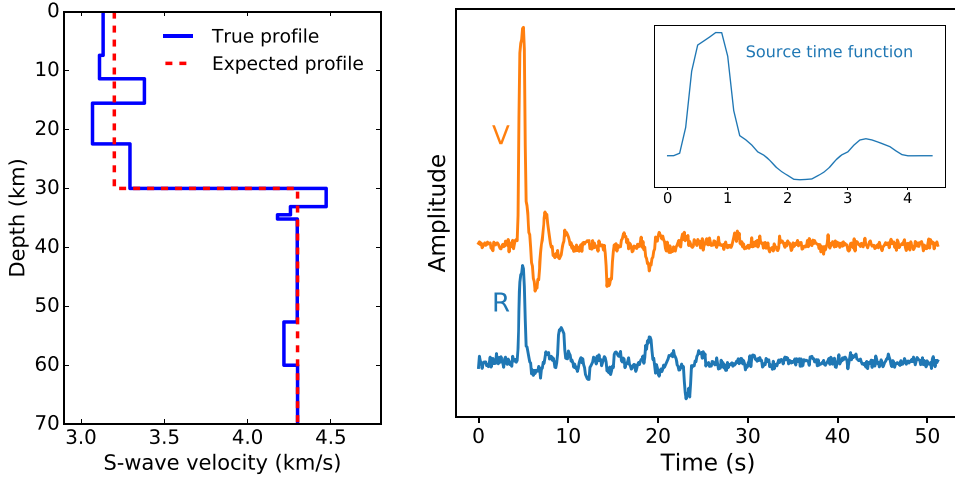 0
10
20
30
40
50
60
70
3.0
3.5
4.0
4.5
Depth (km)
S-wave velocity (km/s)
True profile
Expected profile
V
R
Amplitude
0
10
20
30
40
50
Time (s)
Source time function
0
1
2
3
4